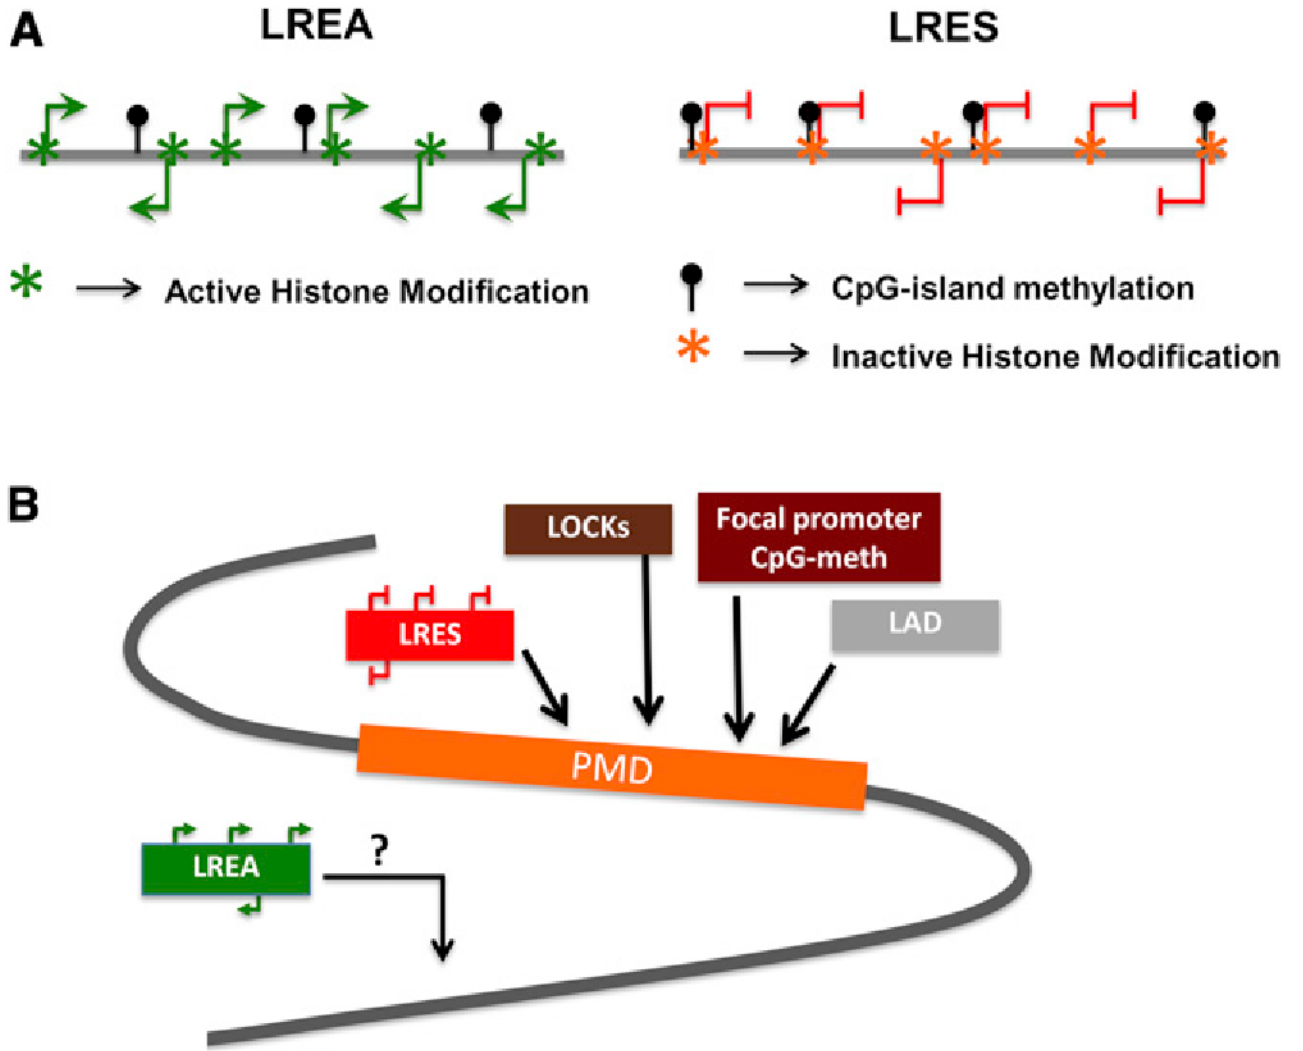 A
LREA
LRES
Active Histone Modification
CpG-island methylation
Inactive Histone Modification
B
LOCKs
Focal promoter
CpG-meth
LRES
LAD
PMD
?
LREA